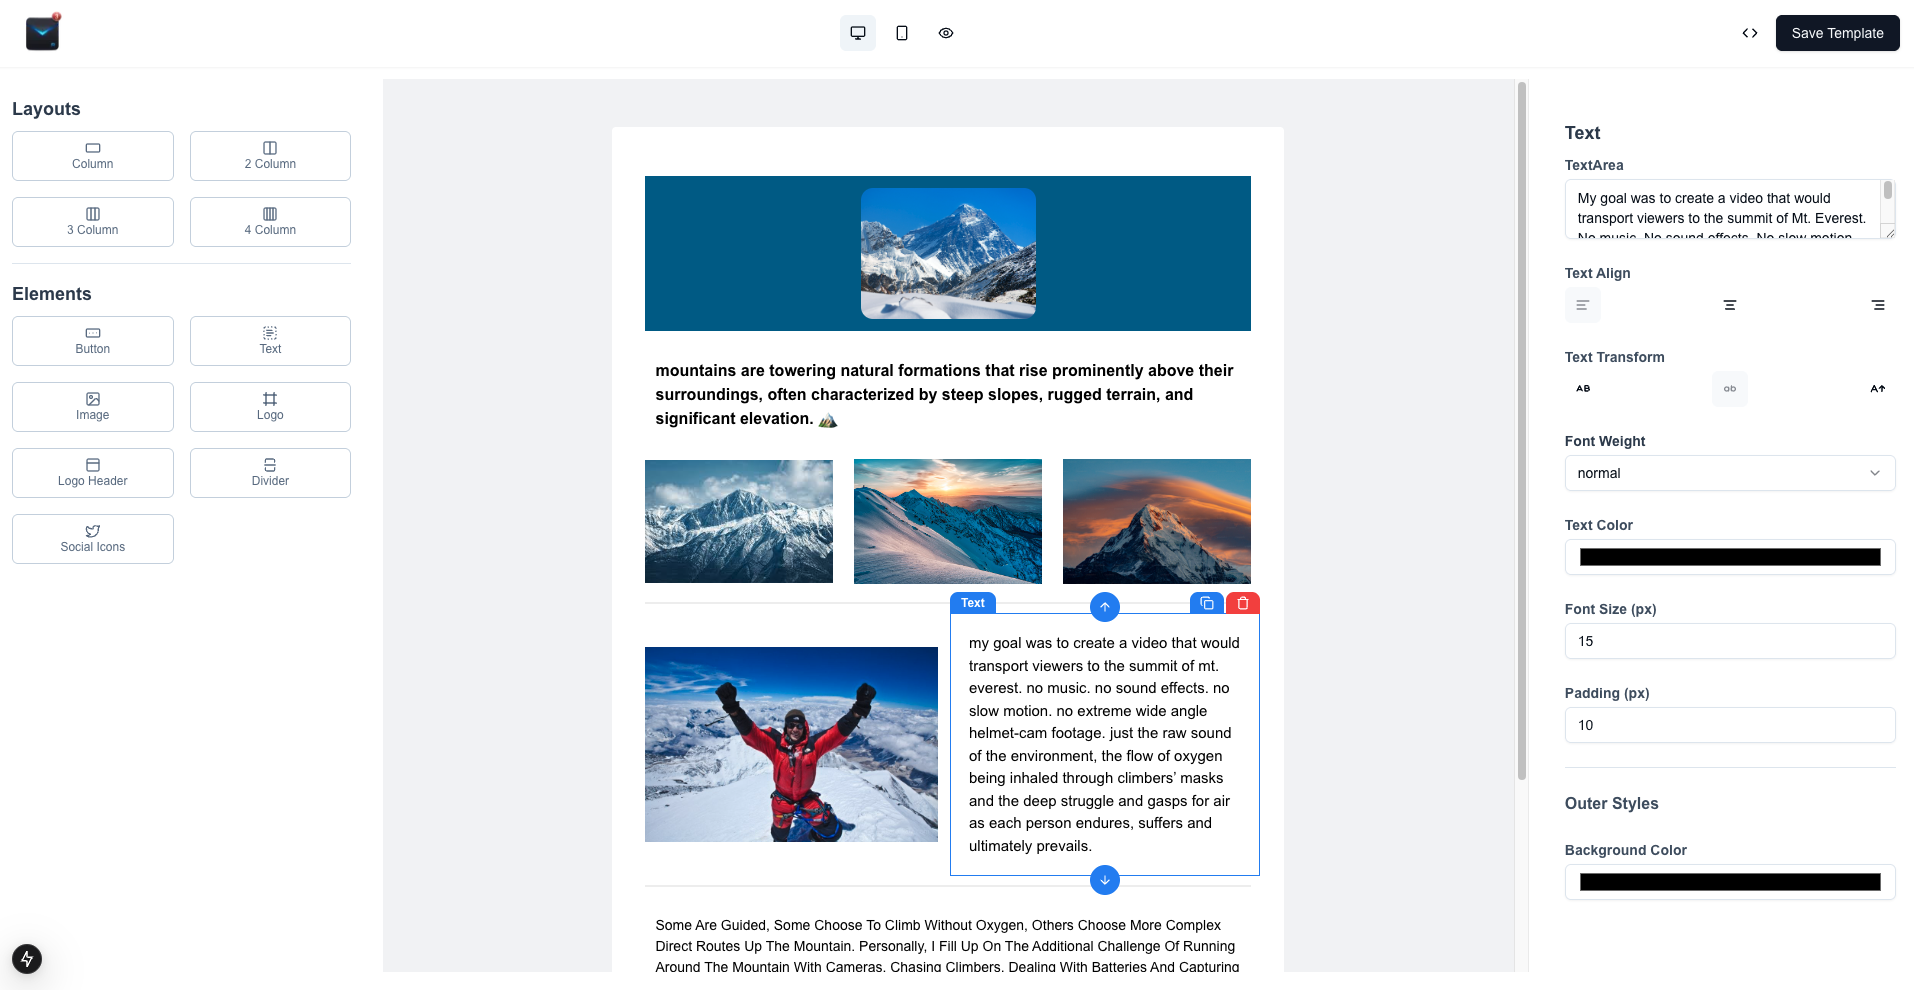 Save Template
Layouts
Column
2 Column
3 Column
4 Column
Elements
Button
Text
Image
Logo
Logo Header
Divider
Social Icons
mountains are towering natural formations that rise prominently above their
surroundings, often characterized by steep slopes, rugged terrain, and
significant elevation. ⛰️
Text
my goal was to create a video that would
transport viewers to the summit of mt.
everest. no music. no sound effects. no
slow motion. no extreme wide angle
helmet-cam footage. just the raw sound
of the environment, the flow of oxygen
being inhaled through climbers’ masks
and the deep struggle and gasps for air
as each person endures, suffers and
ultimately prevails.
Some Are Guided, Some Choose To Climb Without Oxygen, Others Choose More Complex
Direct Routes Up The Mountain. Personally, I Fill Up On The Additional Challenge Of Running
Around The Mountain With Cameras, Chasing Climbers, Dealing With Batteries And Capturing
Text
TextArea
My goal was to create a video that would
transport viewers to the summit of Mt. Everest.
No music. No sound effects. No slow motion.
Text Align
Text Transform
AB
ab
A
Font Weight
normal
Text Color
Font Size (px)
15
Padding (px)
10
Outer Styles
Background Color